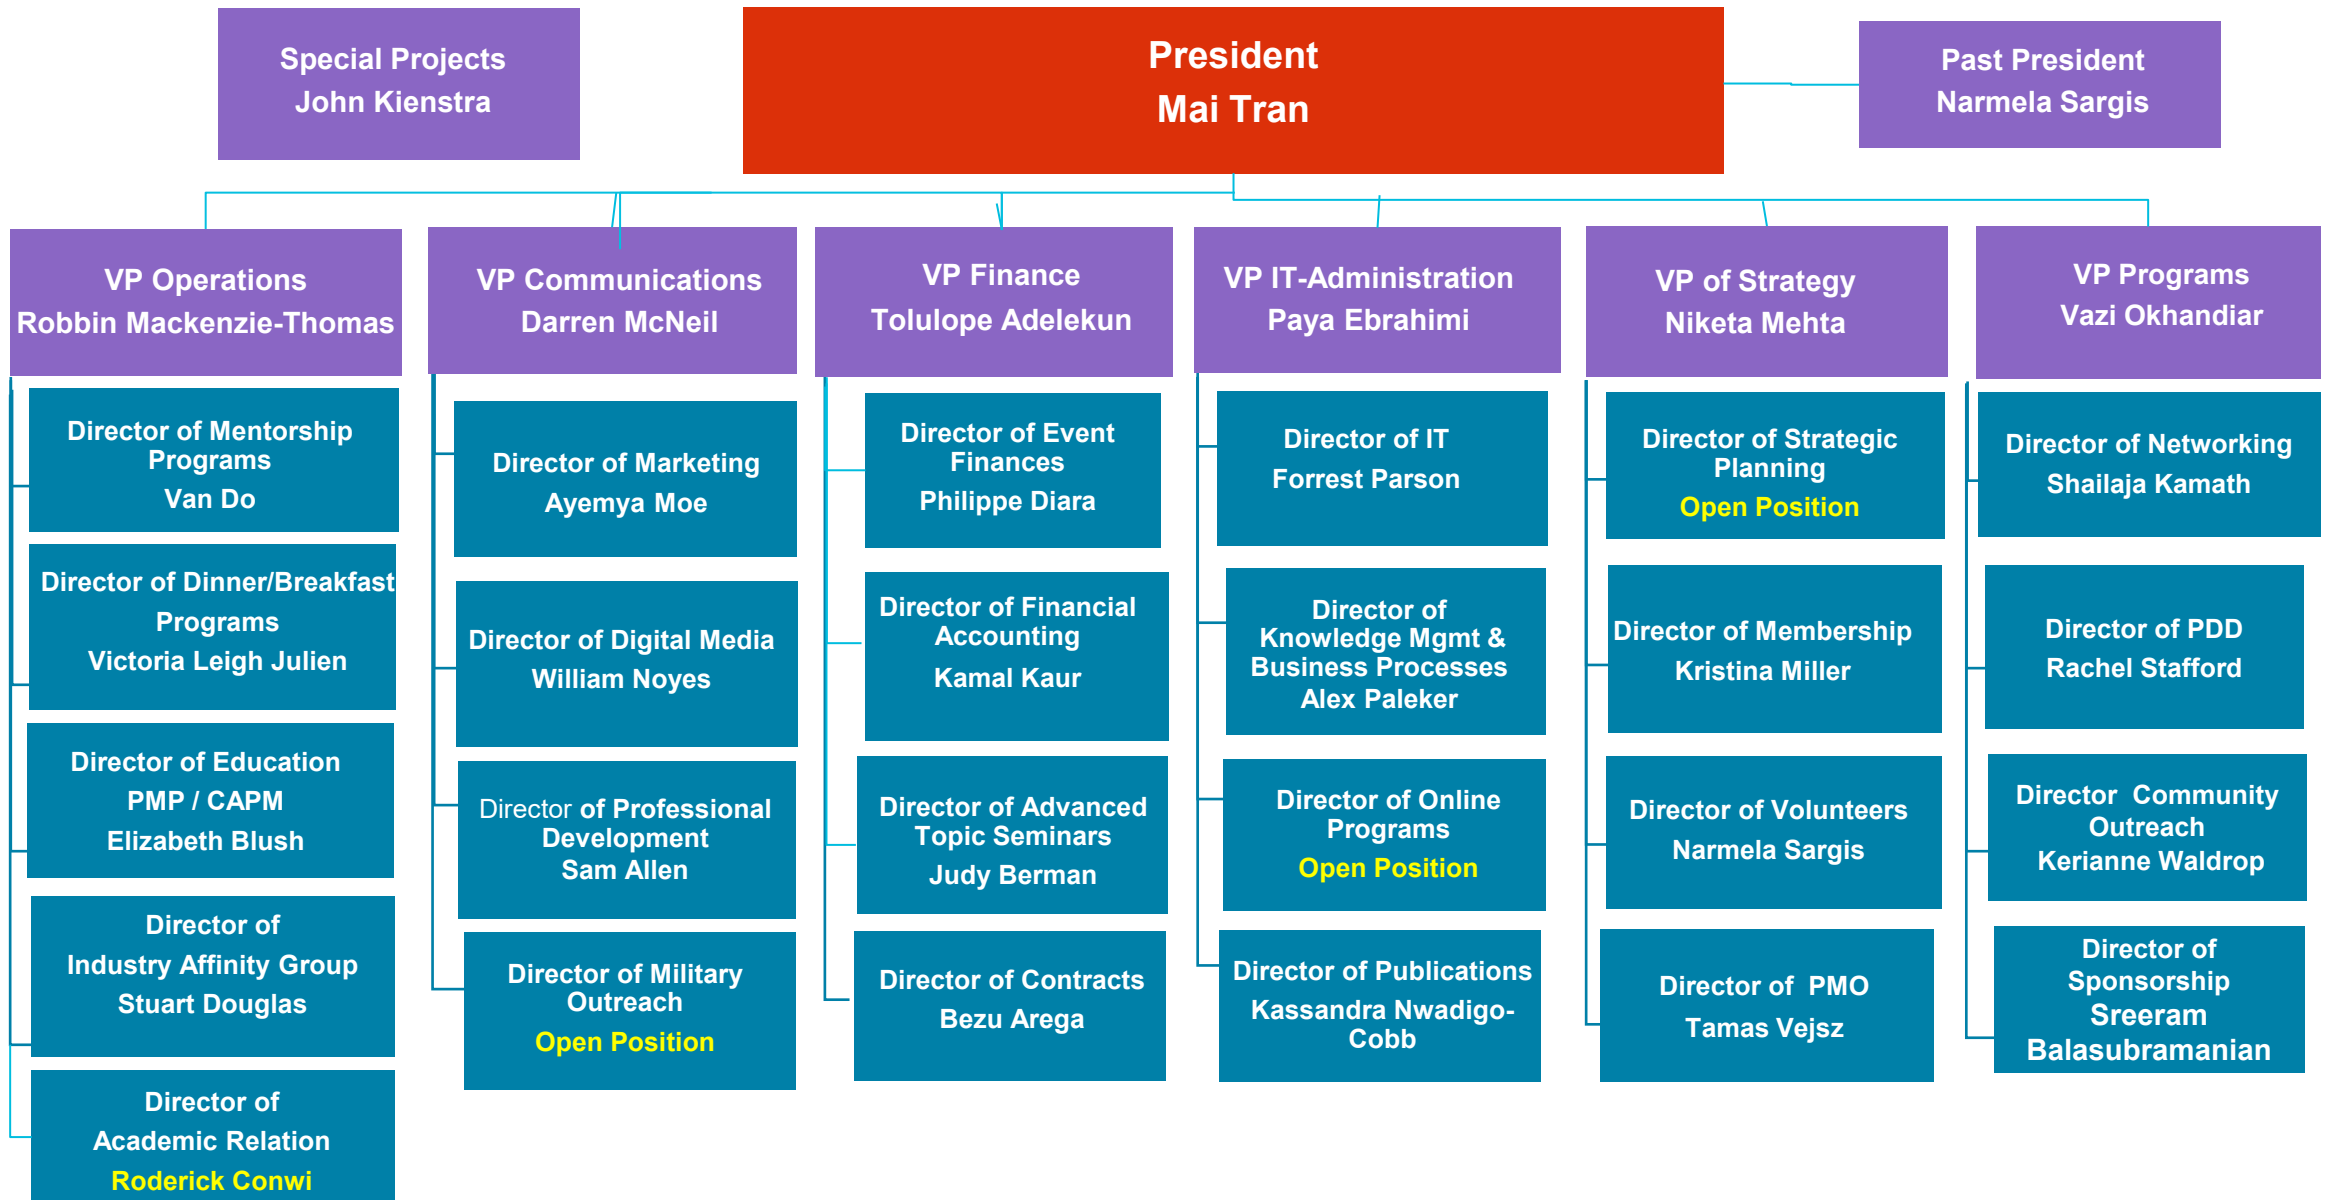 Special Projects
John Kienstra
President
Mai Tran
Past President
Narmela Sargis
VP Operations
Robbin Mackenzie-Thomas
VP Communications
Darren McNeil
VP Finance
Tolulope Adelekun
VP IT-Administration
Paya Ebrahimi
VP of Strategy
Niketa Mehta
VP Programs
Vazi Okhandiar
Director of Mentorship
Programs
Van Do
Director of Dinner/Breakfast
Programs
Victoria Leigh Julien
Director of Education
PMP / CAPM
Elizabeth Blush
Director of
Industry Affinity Group
Stuart Douglas
Director of
Academic Relation
Roderick Conwi
Director of Marketing
Ayemya Moe
Director of Digital Media
William Noyes
Director of Professional
Development
Sam Allen
Director of Military
Outreach
Open Position
Director of Event
Finances
Philippe Diara
Director of Financial
Accounting
Kamal Kaur
Director of Advanced
Topic Seminars
Judy Berman
Director of Contracts
Bezu Arega
Director of IT
Forrest Parson
Director of
Knowledge Mgmt &
Business Processes
Alex Paleker
Director of Online
Programs
Open Position
Director of Publications
Kassandra Nwadigo-
Cobb
Director of Strategic
Planning
Open Position
Director of Membership
Kristina Miller
Director of Volunteers
Narmela Sargis
Director of  PMO
Tamas Vejsz
Director of Networking
Shailaja Kamath
Director of PDD
Rachel Stafford
Director  Community
Outreach
Kerianne Waldrop
Director of
Sponsorship
Sreeram
Balasubramanian